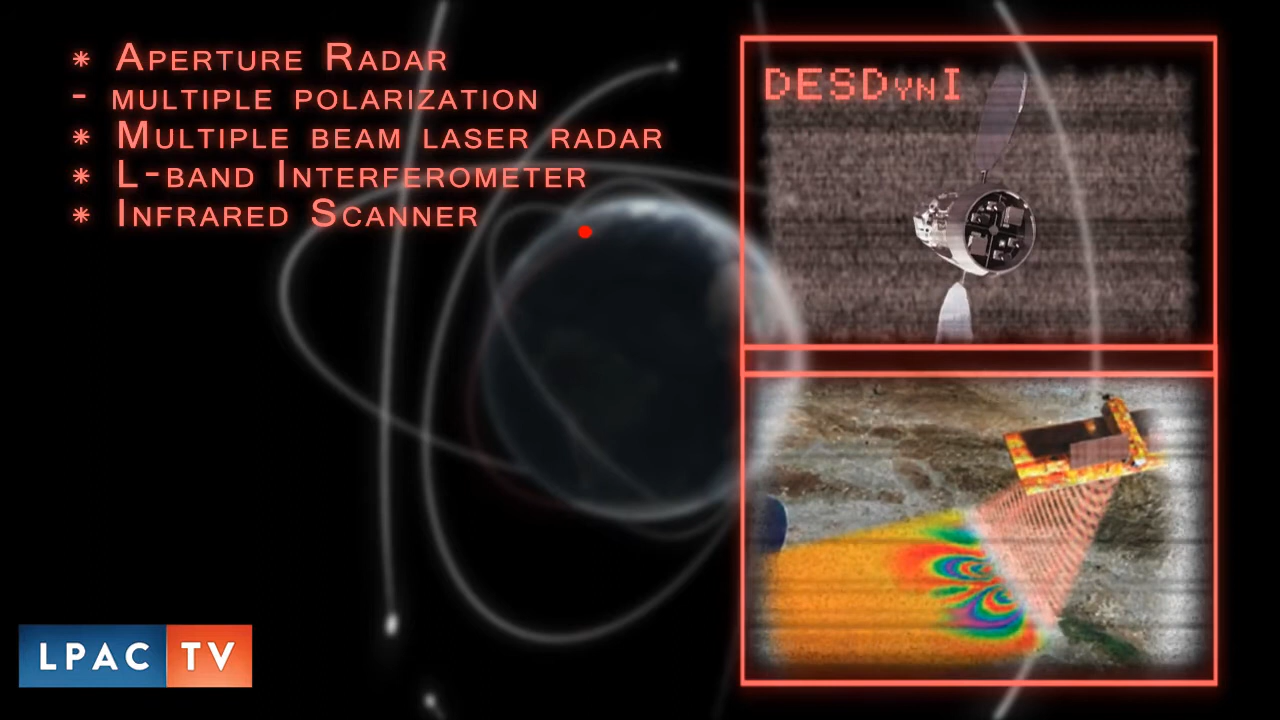 * Aperture Radar
- multiple polarization
* Multiple beam laser radar
* L-band Interferometer
* Infrared Scanner
DESDynI
LPAC TV